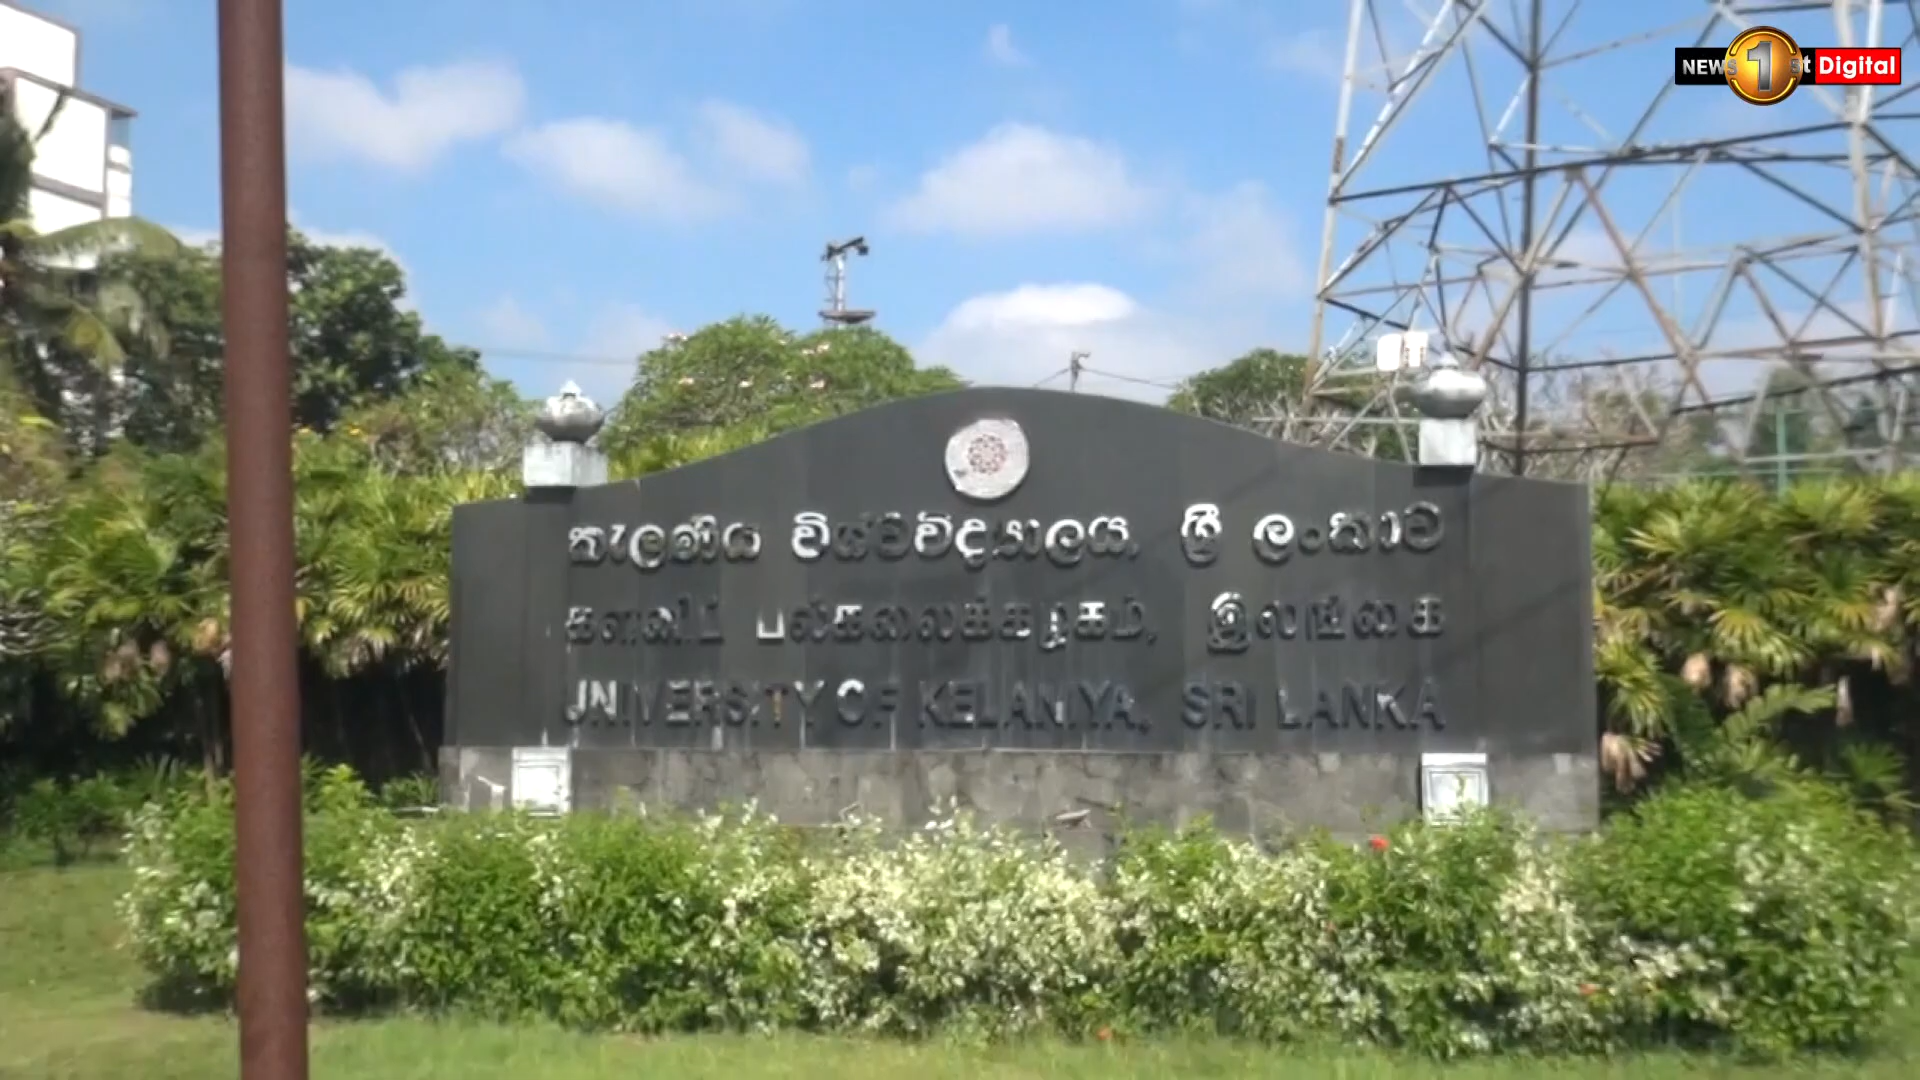 NEWS 1st Digital
කැලණිය විශ්වවිද්‍යාලය, ශ්‍රී ලංකාව
களனிப் பல்கலைக்கழகம், இலங்கை
UNIVERSITY OF KELANIYA, SRI LANKA